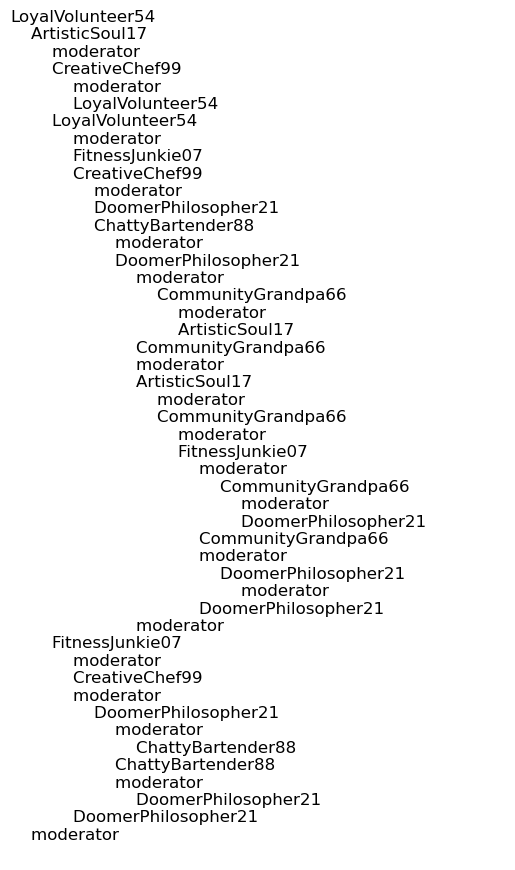 LoyalVolunteer54
ArtisticSoul17
moderator
CreativeChef99
moderator
LoyalVolunteer54
LoyalVolunteer54
moderator
FitnessJunkie07
CreativeChef99
moderator
DoomerPhilosopher21
ChattyBartender88
moderator
DoomerPhilosopher21
moderator
CommunityGrandpa66
moderator
ArtisticSoul17
CommunityGrandpa66
moderator
ArtisticSoul17
moderator
CommunityGrandpa66
moderator
FitnessJunkie07
moderator
CommunityGrandpa66
moderator
DoomerPhilosopher21
CommunityGrandpa66
moderator
DoomerPhilosopher21
moderator
DoomerPhilosopher21
moderator
FitnessJunkie07
moderator
CreativeChef99
moderator
DoomerPhilosopher21
moderator
ChattyBartender88
ChattyBartender88
moderator
DoomerPhilosopher21
DoomerPhilosopher21
moderator